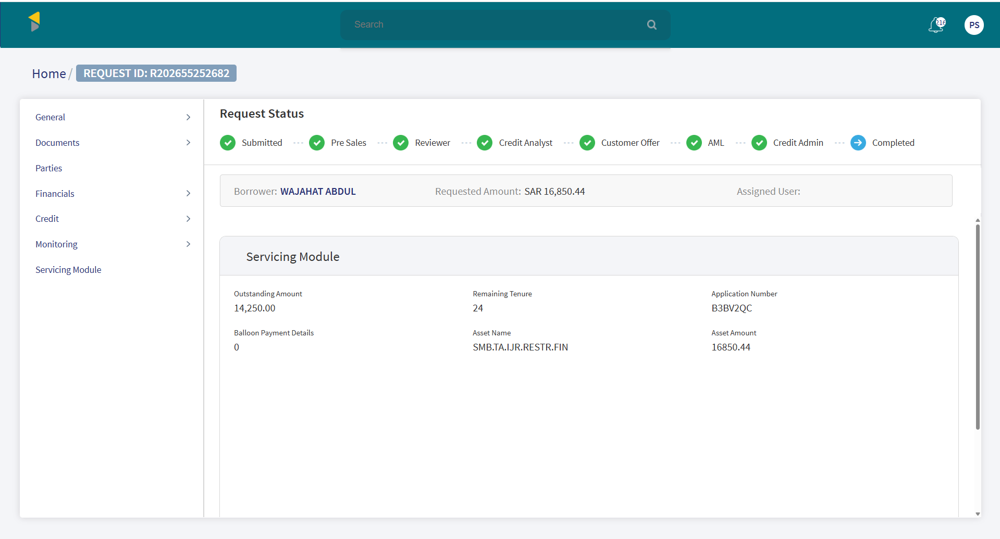 Search
216
PS
Home / REQUEST ID: R202655252682
General
Documents
Parties
Financials
Credit
Monitoring
Servicing Module
Request Status
Submitted --- Pre Sales --- Reviewer --- Credit Analyst --- Customer Offer --- AML --- Credit Admin --- Completed
Borrower: WAJAHAT ABDUL Requested Amount: SAR 16,850.44 Assigned User:
Servicing Module
Outstanding Amount Remaining Tenure Application Number
14,250.00 24 B3BV2QC
Balloon Payment Details Asset Name Asset Amount
0 SMB.TA.IJR.RESTR.FIN 16850.44